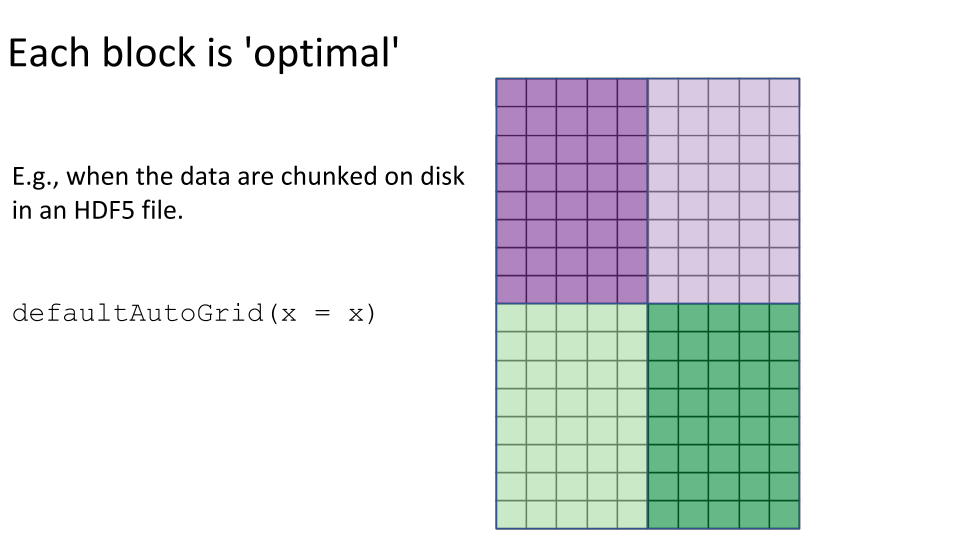 Each block is 'optimal'
E.g., when the data are chunked on disk
in an HDF5 file.
defaultAutoGrid(x = x)